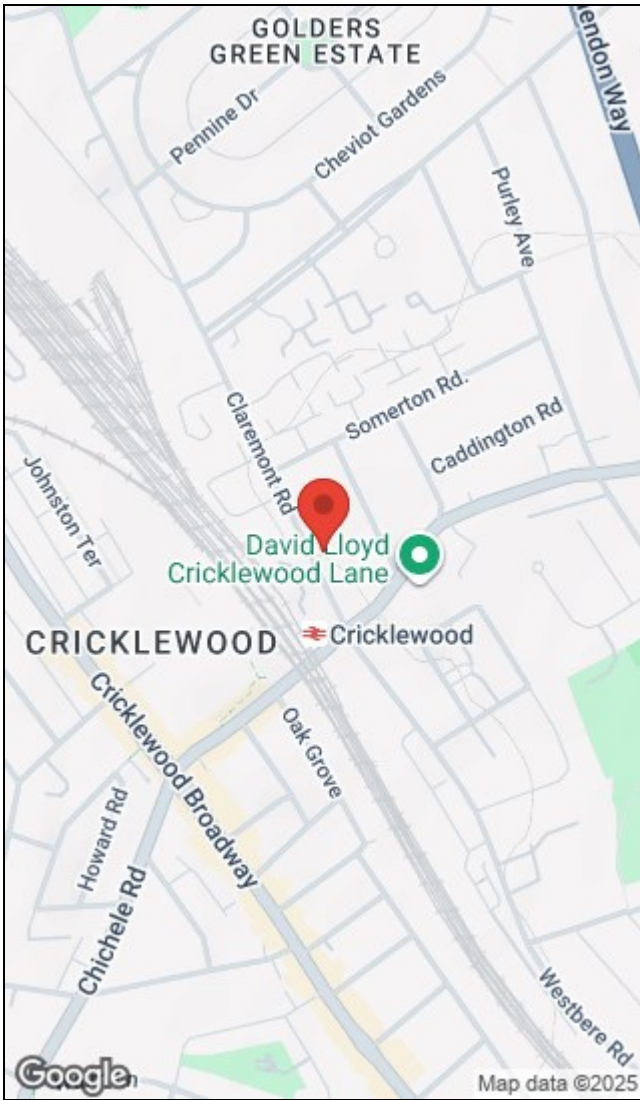 GOLDERS
GREEN ESTATE
Hendon Way
Pennine Dr
Cheviot Gardens
Purley Ave
Claremont Rd
Somerton Rd.
Caddington Rd
Johnston Ter
David Lloyd
Cricklewood Lane
CRICKLEWOOD
Cricklewood
Cricklewood Broadway
Oak Grove
Howard Rd
Chichele Rd
Westbere Rd
Google
Map data ©2025